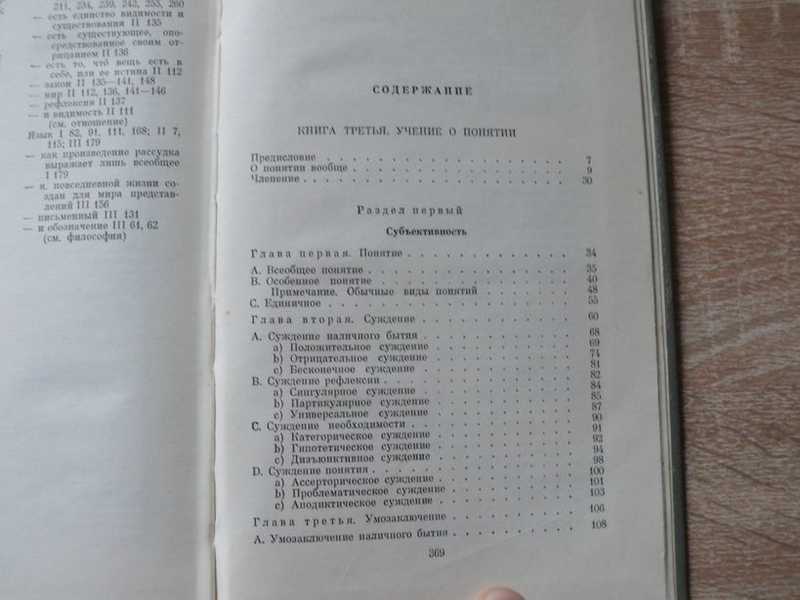 211, 234, 239, 243, 255, 260
— есть единство видимости и
существования II 135
— есть существующее, опо-
средствованное своим от-
рицанием II 136
— есть то, что вещь есть в
себе, или ее истина II 112
— закон II 135—141, 148
— мир II 112, 136, 141—146
— рефлексия II 137
— и видимость II 111
(см. отношение)
Язык I 82, 91, 111, 168; II 7,
115; III 179
— как произведение рассудка
выражает лишь всеобщее
I 179
— и повседневной жизни со-
здан для мира представ-
лений III 156
— письменный III 131
— и обозначение III 61, 62
(см. философия)
СОДЕРЖАНИЕ
КНИГА ТРЕТЬЯ. УЧЕНИЕ О ПОНЯТИИ
Предисловие . . . . . . . . . . . . . 7
О понятии вообще . . . . . . . . . . . . 9
Членение . . . . . . . . . . . . . . 30
Раздел первый
Субъективность
Глава первая. Понятие . . . . . . . . . 34
A. Всеобщее понятие . . . . . . . . . . . 35
B. Особенное понятие . . . . . . . . . . . 40
Примечание. Обычные виды понятий . . . . . 48
C. Единичное . . . . . . . . . . . . . 55
Глава вторая. Суждение . . . . . . . . . 60
A. Суждение наличного бытия . . . . . . . . 68
a) Положительное суждение . . . . . . . . 69
b) Отрицательное суждение . . . . . . . . 74
c) Бесконечное суждение . . . . . . . . . 81
B. Суждение рефлексии . . . . . . . . . . 82
a) Сингулярное суждение . . . . . . . . . 84
b) Партикулярное суждение . . . . . . . . 85
c) Универсальное суждение . . . . . . . . 87
C. Суждение необходимости . . . . . . . . . 90
a) Категорическое суждение . . . . . . . . 91
b) Гипотетическое суждение . . . . . . . . 92
c) Дизъюнктивное суждение . . . . . . . . 94
D. Суждение понятия . . . . . . . . . . . 98
a) Ассерторическое суждение . . . . . . . 100
b) Проблематическое суждение . . . . . . . 101
c) Аподиктическое суждение . . . . . . . . 103
Глава третья. Умозаключение . . . . . . . 106
A. Умозаключение наличного бытия . . . . . . 108
369